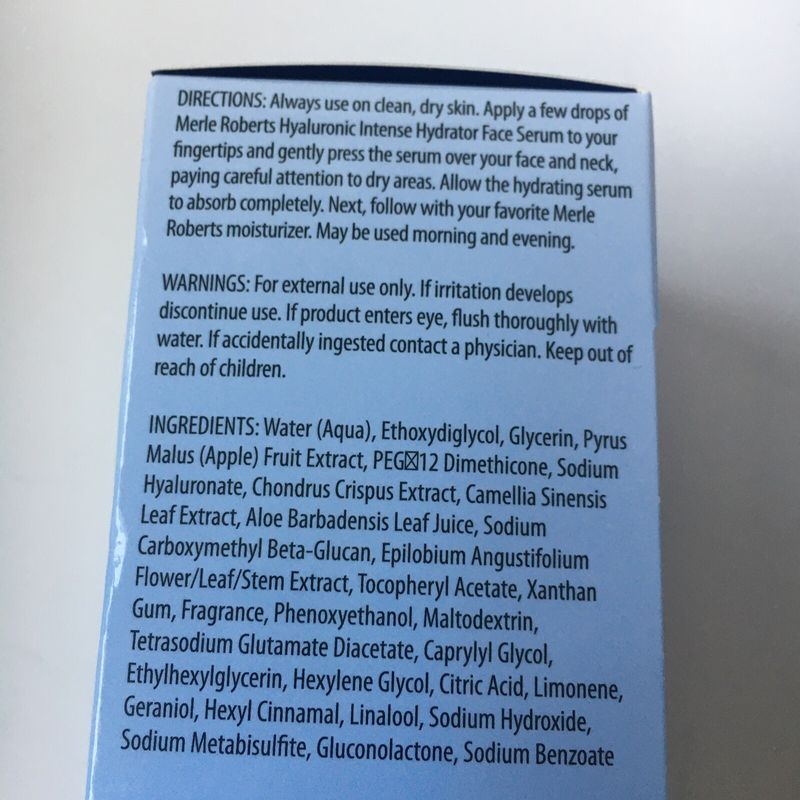 DIRECTIONS: Always use on clean, dry skin. Apply a few drops of
Merle Roberts Hyaluronic Intense Hydrator Face Serum to your
fingertips and gently press the serum over your face and neck,
paying careful attention to dry areas. Allow the hydrating serum
to absorb completely. Next, follow with your favorite Merle
Roberts moisturizer. May be used morning and evening.
WARNINGS: For external use only. If irritation develops
discontinue use. If product enters eye, flush thoroughly with
water. If accidentally ingested contact a physician. Keep out of
reach of children.
INGREDIENTS: Water (Aqua), Ethoxydiglycol, Glycerin, Pyrus
Malus (Apple) Fruit Extract, PEG☒12 Dimethicone, Sodium
Hyaluronate, Chondrus Crispus Extract, Camellia Sinensis
Leaf Extract, Aloe Barbadensis Leaf Juice, Sodium
Carboxymethyl Beta-Glucan, Epilobium Angustifolium
Flower/Leaf/Stem Extract, Tocopheryl Acetate, Xanthan
Gum, Fragrance, Phenoxyethanol, Maltodextrin,
Tetrasodium Glutamate Diacetate, Caprylyl Glycol,
Ethylhexylglycerin, Hexylene Glycol, Citric Acid, Limonene,
Geraniol, Hexyl Cinnamal, Linalool, Sodium Hydroxide,
Sodium Metabisulfite, Gluconolactone, Sodium Benzoate